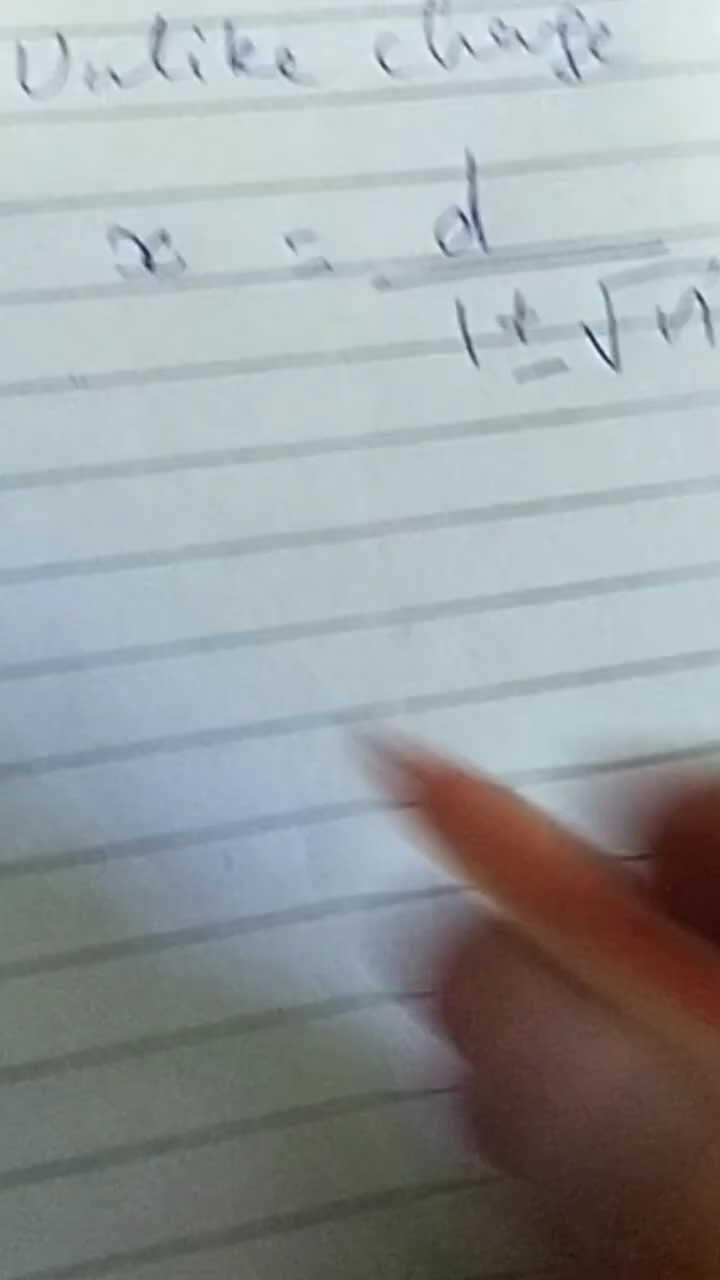 Unlike charge
x = d
1 ± √n